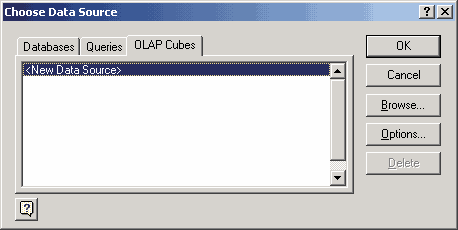 Choose Data Source
Databases Queries OLAP Cubes
<New Data Source>
OK
Cancel
Browse...
Options...
Delete